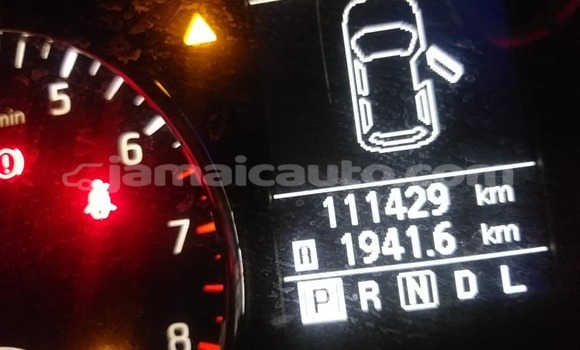 5
min
6
jamaicauto.com
111429 km
1941.6 km
7
P R N D L
8